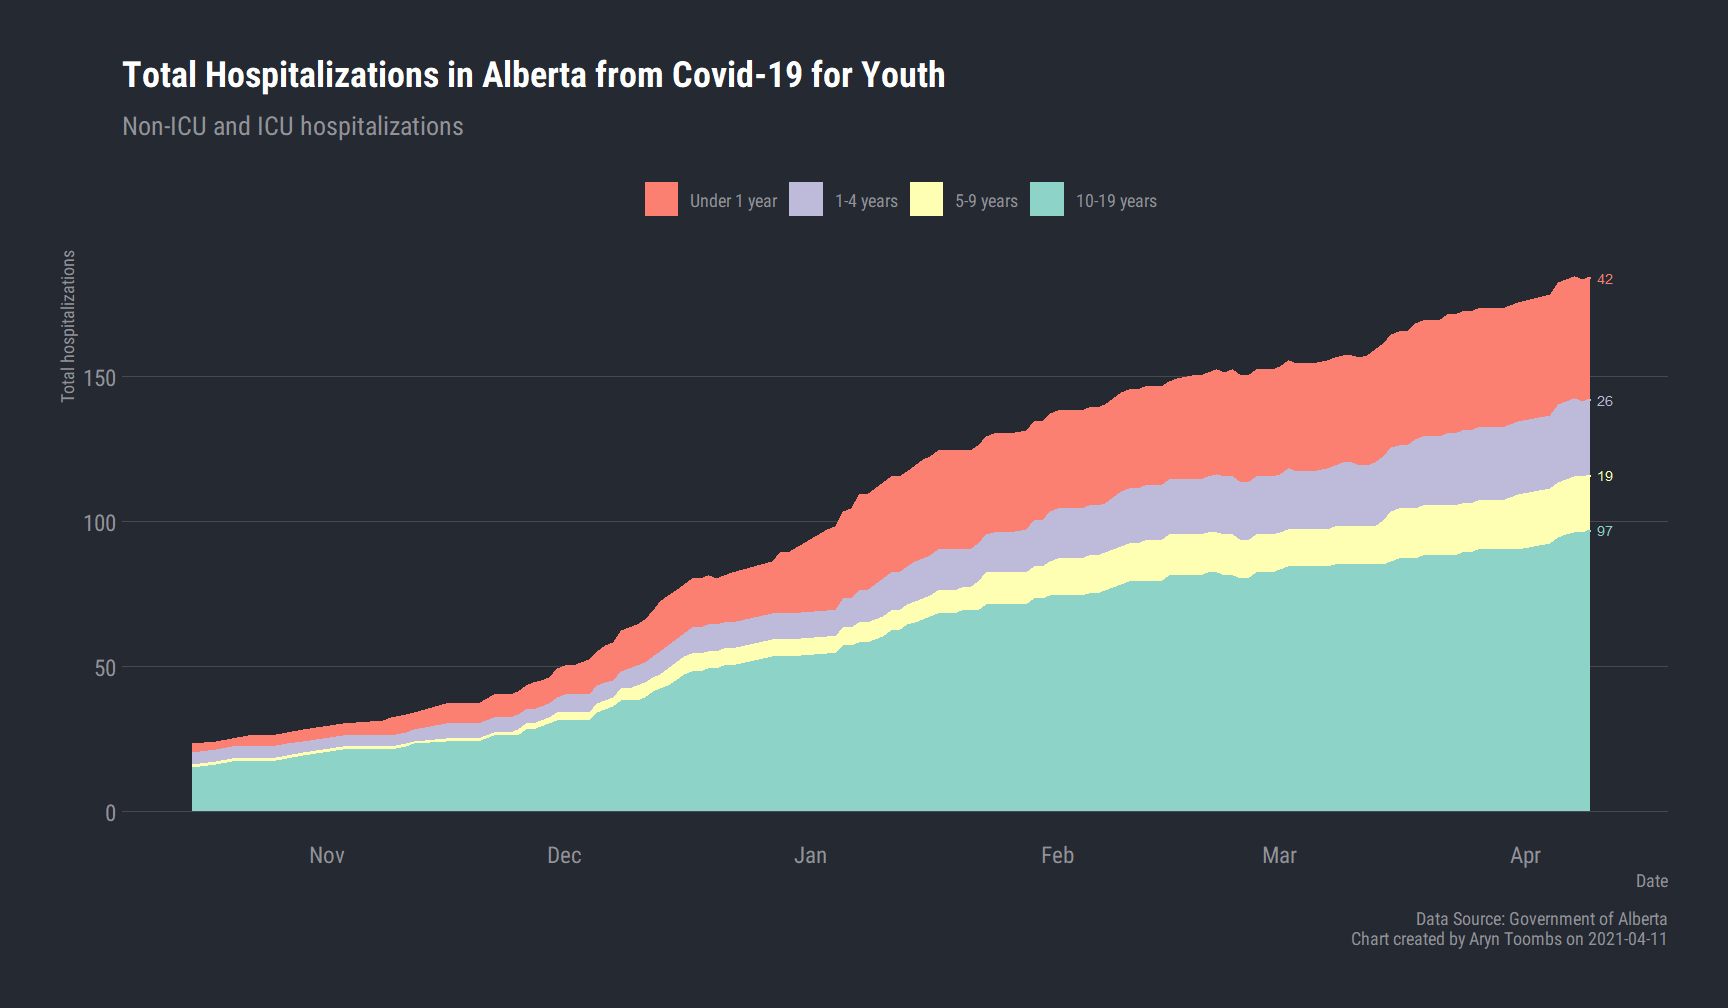 Total Hospitalizations in Alberta from Covid-19 for Youth
Non-ICU and ICU hospitalizations
Under 1 year
1-4 years
5-9 years
10-19 years
Total hospitalizations
150
100
50
0
42
26
19
97
Nov
Dec
Jan
Feb
Mar
Apr
Date
Data Source: Government of Alberta
Chart created by Aryn Toombs on 2021-04-11